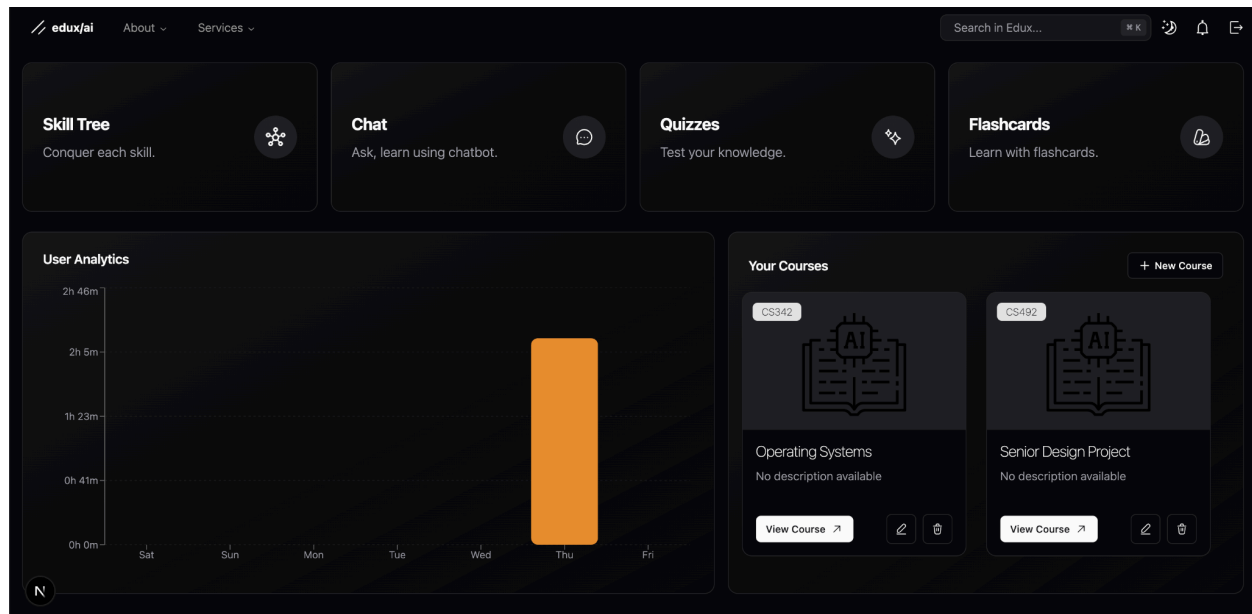 edux/ai
About
Services
Search in Edux...
⌘ K
Skill Tree
Conquer each skill.
Chat
Ask, learn using chatbot.
Quizzes
Test your knowledge.
Flashcards
Learn with flashcards.
User Analytics
2h 46m
2h 5m
1h 23m
0h 41m
0h 0m
Sat Sun Mon Tue Wed Thu Fri
Your Courses
+ New Course
CS342
AI
Operating Systems
No description available
View Course
CS492
AI
Senior Design Project
No description available
View Course
N